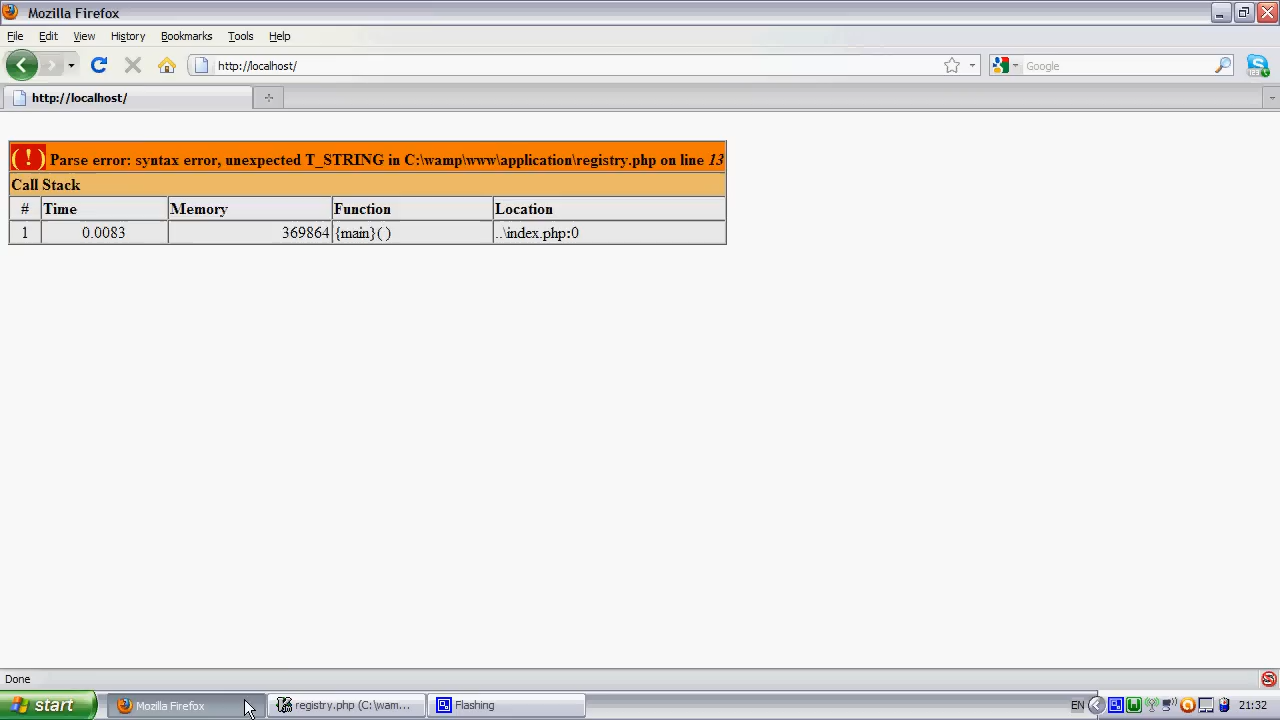 Mozilla Firefox
File Edit View History Bookmarks Tools Help
http://localhost/ Google
http://localhost/
( ! ) Parse error: syntax error, unexpected T_STRING in C:\wamp\www\application\registry.php on line 13
Call Stack
# Time Memory Function Location
1 0.0083 369864 {main}( ) ..\index.php:0
Done
start Mozilla Firefox registry.php (C:\wam... Flashing EN 21:32